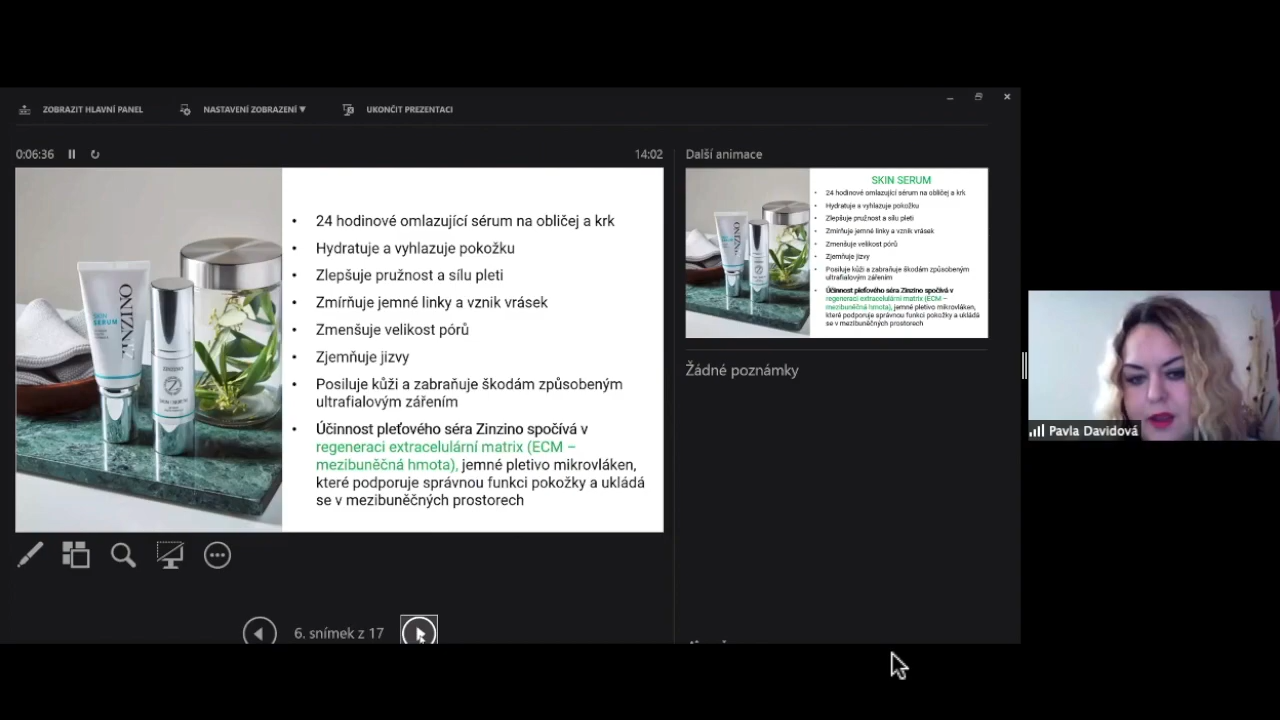 ZOBRAZIT HLAVNÍ PANEL
NASTAVENÍ ZOBRAZENÍ ▼
UKONČIT PREZENTACI
0:06:36
14:02
Další animace
• 24 hodinové omlazující sérum na obličej a krk
• Hydratuje a vyhlazuje pokožku
• Zlepšuje pružnost a sílu pleti
• Zmírňuje jemné linky a vznik vrásek
• Zmenšuje velikost pórů
• Zjemňuje jizvy
• Posiluje kůži a zabraňuje škodám způsobeným
ultrafialovým zářením
• Účinnost pleťového séra Zinzino spočívá v
regeneraci extracelulární matrix (ECM –
mezibuněčná hmota), jemné pletivo mikrovláken,
které podporuje správnou funkci pokožky a ukládá
se v mezibuněčných prostorech
ZINZINO
SKIN
SERUM
ZINZINO
SKIN SERUM
SKIN SERUM
• 24 hodinové omlazující sérum na obličej a krk
• Hydratuje a vyhlazuje pokožku
• Zlepšuje pružnost a sílu pleti
• Zmírňuje jemné linky a vznik vrásek
• Zmenšuje velikost pórů
• Zjemňuje jizvy
• Posiluje kůži a zabraňuje škodám způsobeným
ultrafialovým zářením
• Účinnost pleťového séra Zinzino spočívá v
regeneraci extracelulární matrix (ECM –
mezibuněčná hmota), jemné pletivo mikrovláken,
které podporuje správnou funkci pokožky a ukládá
se v mezibuněčných prostorech
ZINZINO
Žádné poznámky
Pavla Davidová
6. snímek z 17